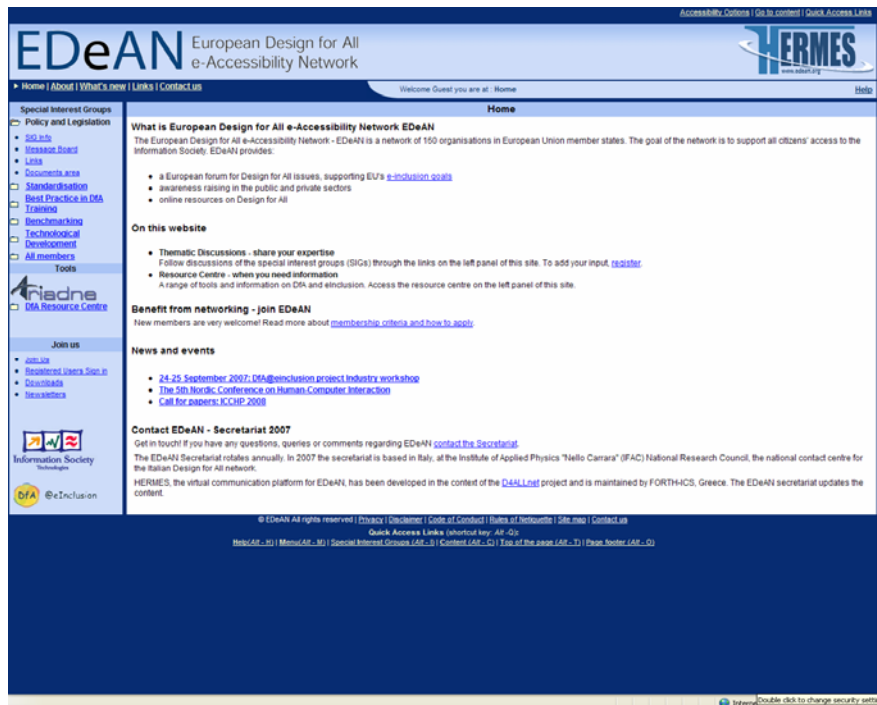 Accessibility Options | Go to content | Quick Access Links
EDeAN European Design for All
e-Accessibility Network
HERMES
www.edean.org
Home | About | What's new | Links | Contact us
Welcome Guest you are at : Home
Help
Special Interest Groups
Policy and Legislation
SIG Info
Message Board
Links
Documents area
Standardisation
Best Practice in DfA
Training
Benchmarking
Technological
Development
All members
Tools
Ariadne
DfA Resource Centre
Join us
Join Us
Registered Users Sign in
Downloads
Newsletters
Information Society
Technologies
DfA @eInclusion
Home
What is European Design for All e-Accessibility Network EDeAN
The European Design for All e-Accessibility Network - EDeAN is a network of 160 organisations in European Union member states. The goal of the network is to support all citizens' access to the
Information Society. EDeAN provides:
• a European forum for Design for All issues, supporting EU's e-inclusion goals
• awareness raising in the public and private sectors
• online resources on Design for All
On this website
• Thematic Discussions - share your expertise
Follow discussions of the special interest groups (SIGs) through the links on the left panel of this site. To add your input, register.
• Resource Centre - when you need information
A range of tools and information on DfA and eInclusion. Access the resource centre on the left panel of this site.
Benefit from networking - join EDeAN
New members are very welcome! Read more about membership criteria and how to apply.
News and events
• 24-25 September 2007: DfA@einclusion project Industry workshop
• The 5th Nordic Conference on Human-Computer Interaction
• Call for papers: ICCHP 2008
Contact EDeAN - Secretariat 2007
Get in touch! If you have any questions, queries or comments regarding EDeAN contact the Secretariat.
The EDeAN Secretariat rotates annually. In 2007 the secretariat is based in Italy, at the Institute of Applied Physics "Nello Carrara" (IFAC) National Research Council, the national contact centre for
the Italian Design for All network.
HERMES, the virtual communication platform for EDeAN, has been developed in the context of the D4ALLnet project and is maintained by FORTH-ICS, Greece. The EDeAN secretariat updates the
content.
© EDeAN All rights reserved | Privacy | Disclaimer | Code of Conduct | Rules of Netiquette | Site map | Contact us
Quick Access Links (shortcut key: Alt -Q):
Help(Alt - H) | Menu(Alt - M) | Special Interest Groups (Alt - I) | Content (Alt - C) | Top of the page (Alt - T) | Page footer (Alt - O)
Double click to change security